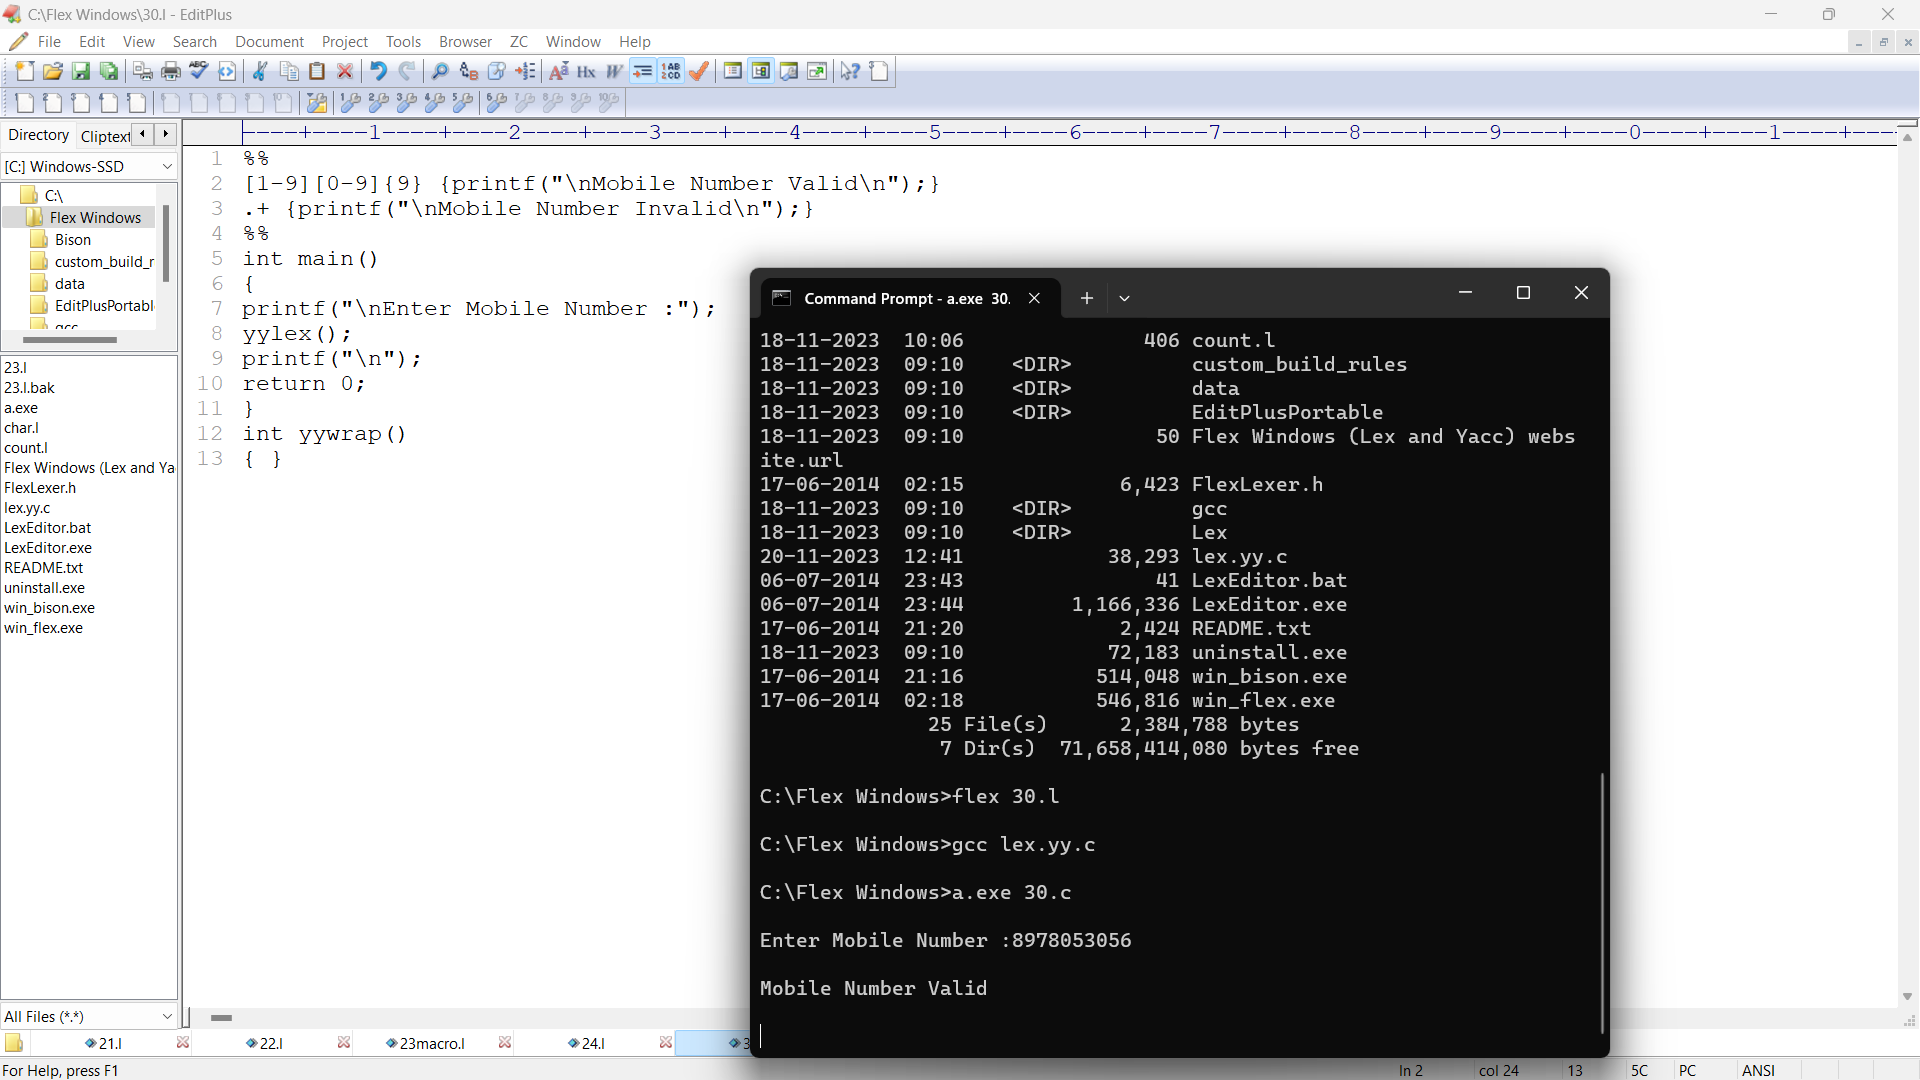 C:\Flex Windows\30.l - EditPlus
File Edit View Search Document Project Tools Browser ZC Window Help
Directory Cliptext
[C:] Windows-SSD
C:\
Flex Windows
Bison
custom_build_r
data
EditPlusPortabl
gcc
23.l
23.l.bak
a.exe
char.l
count.l
Flex Windows (Lex and Ya
FlexLexer.h
lex.yy.c
LexEditor.bat
LexEditor.exe
README.txt
uninstall.exe
win_bison.exe
win_flex.exe
All Files (*.*)
----+----1----+----2----+----3----+----4----+----5----+----6----+----7----+----8----+----9----+----0----+----1----+---
1 %%
2 [1-9][0-9]{9} {printf("\nMobile Number Valid\n");}
3 .+ {printf("\nMobile Number Invalid\n");}
4 %%
5 int main()
6 {
7 printf("\nEnter Mobile Number :");
8 yylex();
9 printf("\n");
10 return 0;
11 }
12 int yywrap()
13 { }
Command Prompt - a.exe 30.
18-11-2023 10:06 406 count.l
18-11-2023 09:10 <DIR> custom_build_rules
18-11-2023 09:10 <DIR> data
18-11-2023 09:10 <DIR> EditPlusPortable
18-11-2023 09:10 50 Flex Windows (Lex and Yacc) webs
ite.url
17-06-2014 02:15 6,423 FlexLexer.h
18-11-2023 09:10 <DIR> gcc
18-11-2023 09:10 <DIR> Lex
20-11-2023 12:41 38,293 lex.yy.c
06-07-2014 23:43 41 LexEditor.bat
06-07-2014 23:44 1,166,336 LexEditor.exe
17-06-2014 21:20 2,424 README.txt
18-11-2023 09:10 72,183 uninstall.exe
17-06-2014 21:16 514,048 win_bison.exe
17-06-2014 02:18 546,816 win_flex.exe
25 File(s) 2,384,788 bytes
7 Dir(s) 71,658,414,080 bytes free
C:\Flex Windows>flex 30.l
C:\Flex Windows>gcc lex.yy.c
C:\Flex Windows>a.exe 30.c
Enter Mobile Number :8978053056
Mobile Number Valid
21.l 22.l 23macro.l 24.l 3
For Help, press F1 ln 2 col 24 13 5C PC ANSI